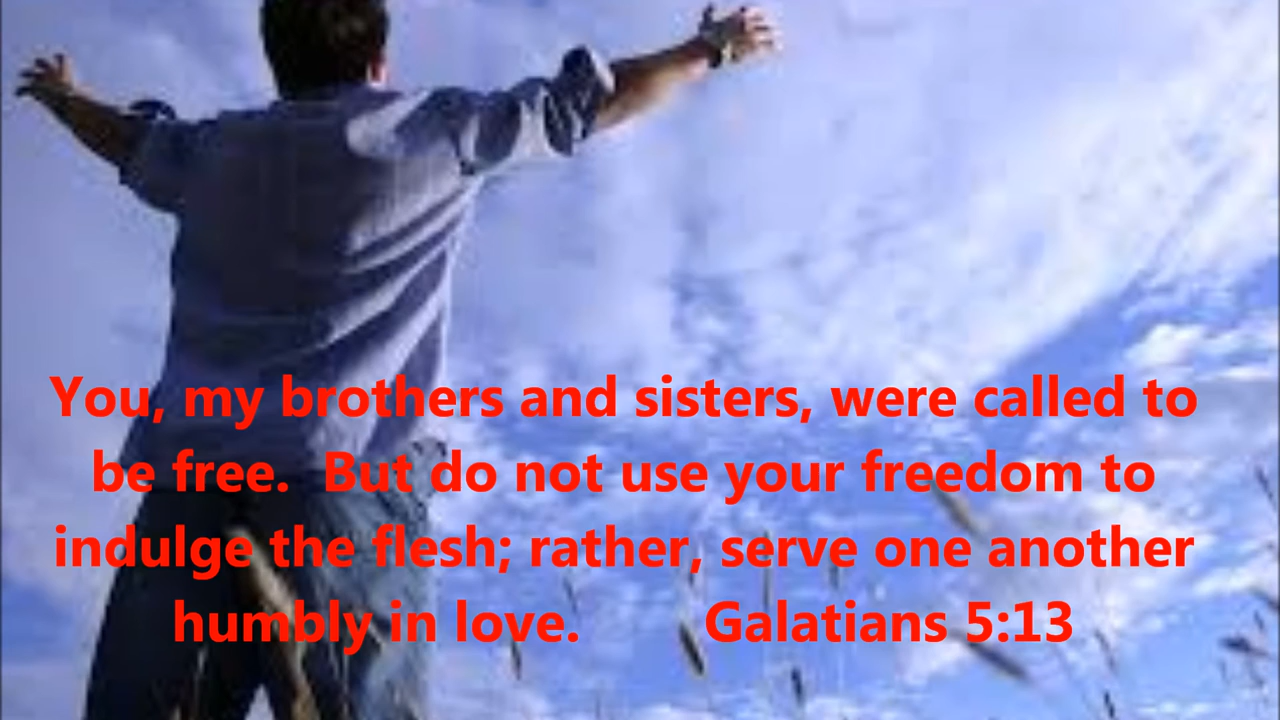 You, my brothers and sisters, were called to
be free.  But do not use your freedom to
indulge the flesh; rather, serve one another
humbly in love.        Galatians 5:13